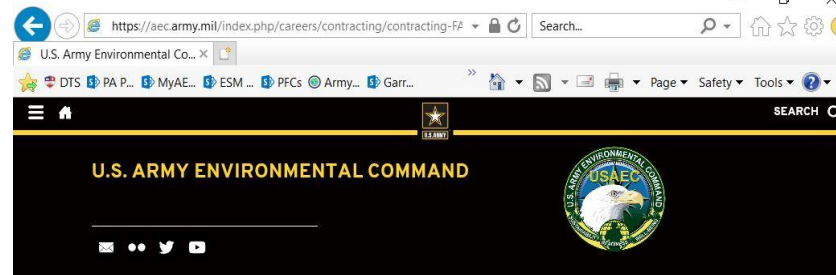 https://aec.army.mil/index.php/careers/contracting/contracting-FA
Search...
U.S. Army Environmental Co...
DTS PA P... MyAE... ESM ... PFCs Army... Garr... » Page Safety Tools
SEARCH
U.S. ARMY
U.S. ARMY ENVIRONMENTAL COMMAND
U.S. ARMY ENVIRONMENTAL COMMAND
USAEC